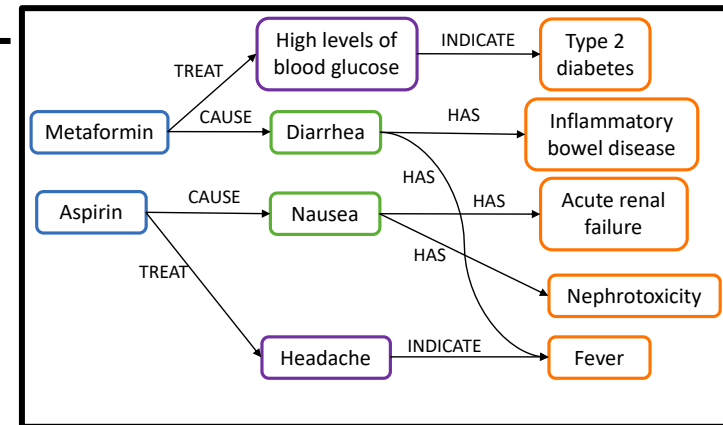 High levels of
blood glucose
INDICATE
Type 2
diabetes
TREAT
Metaformin
CAUSE
Diarrhea
HAS
Inflammatory
bowel disease
HAS
Aspirin
CAUSE
Nausea
HAS
Acute renal
failure
HAS
TREAT
Nephrotoxicity
Headache
INDICATE
Fever